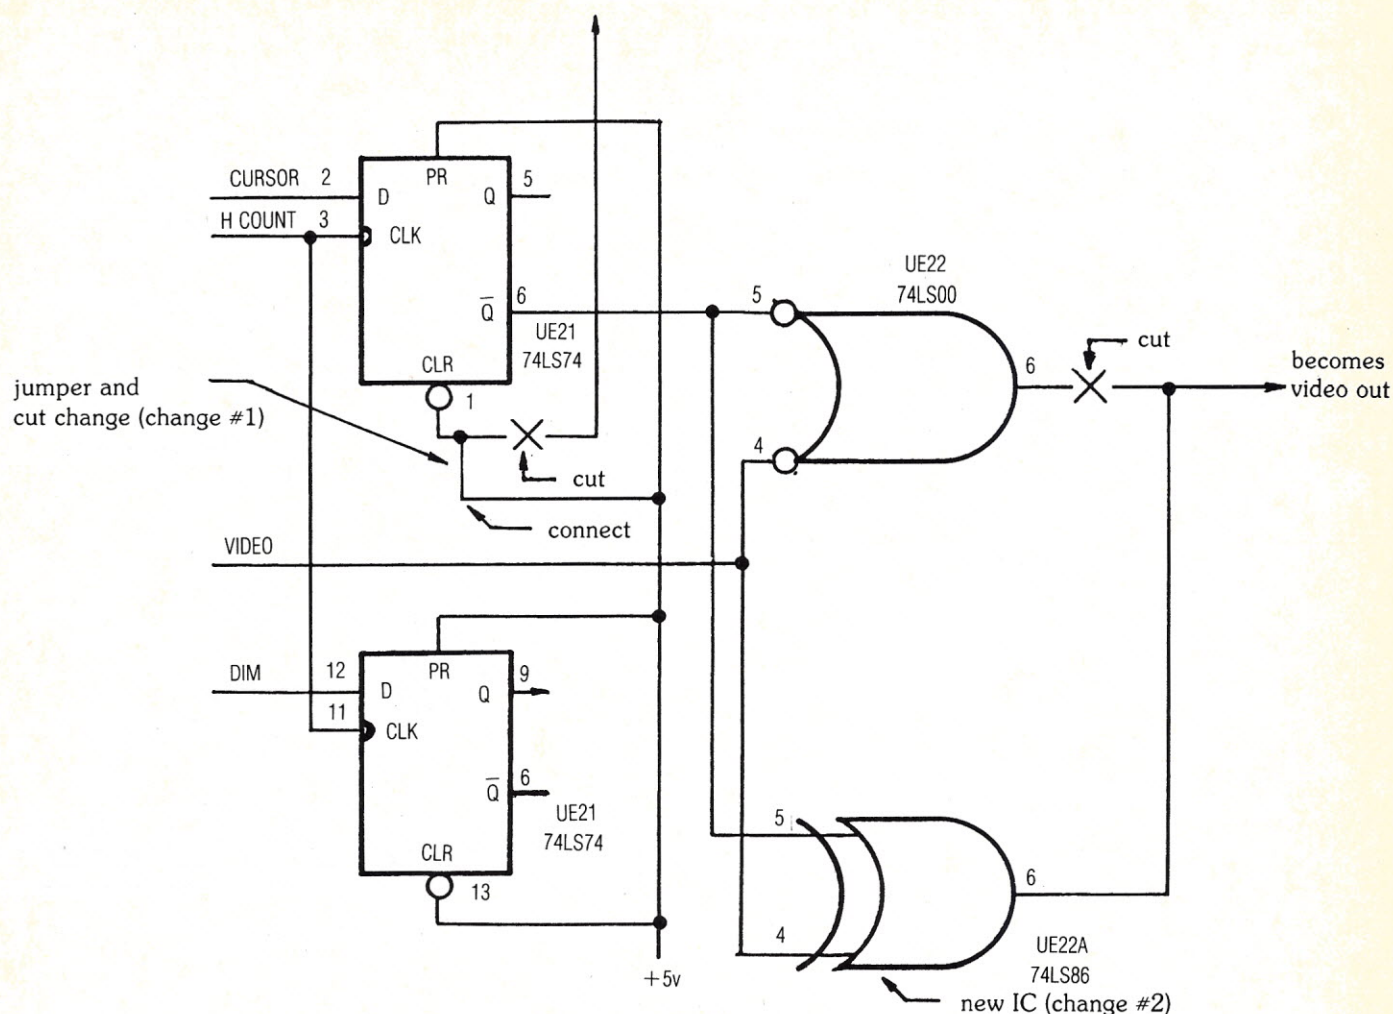 CURSOR 2
D
PR
Q
5
H COUNT 3
CLK
Q̅
6
UE21
74LS74
CLR
1
jumper and
cut change (change #1)
cut
connect
VIDEO
UE22
74LS00
5
4
6
cut
becomes
video out
DIM 12
D
PR
Q
9
11
CLK
Q̅
6
UE21
74LS74
CLR
13
+5v
5
4
6
UE22A
74LS86
new IC (change #2)